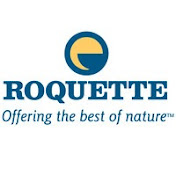 ROQUETTE
Offering the best of nature™